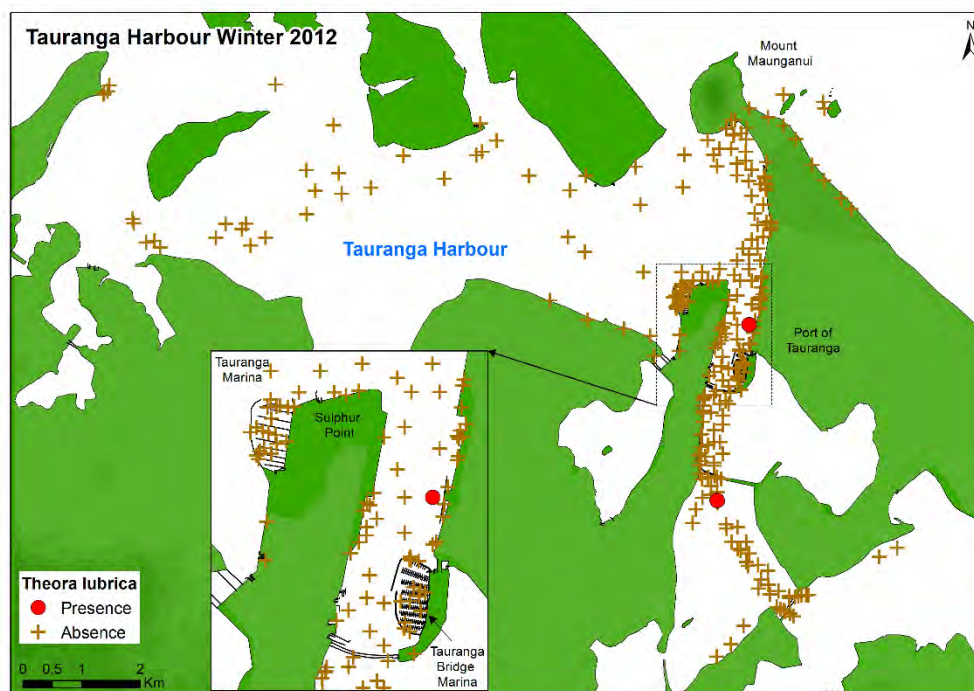 Tauranga Harbour Winter 2012
Mount
Maunganui
N
Tauranga Harbour
Port of
Tauranga
Tauranga
Marina
Sulphur
Point
Tauranga
Bridge
Marina
Theora lubrica
Presence
Absence
0 0.5 1 2
Km